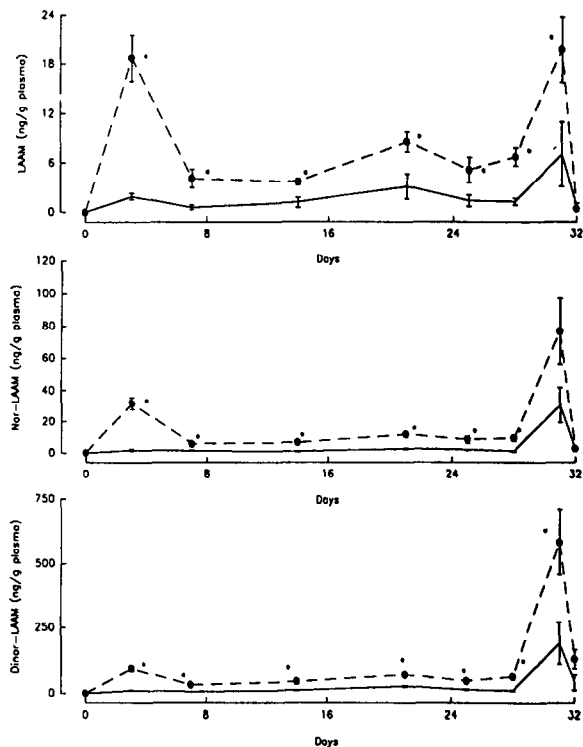 24
18
12
6
0
LAAM (ng/g plasma)
0 8 16 24 32
Days
120
100
80
60
40
20
0
Nor-LAAM (ng/g plasma)
0 8 16 24 32
Days
750
500
250
0
Dinor-LAAM (ng/g plasma)
0 8 16 24 32
Days